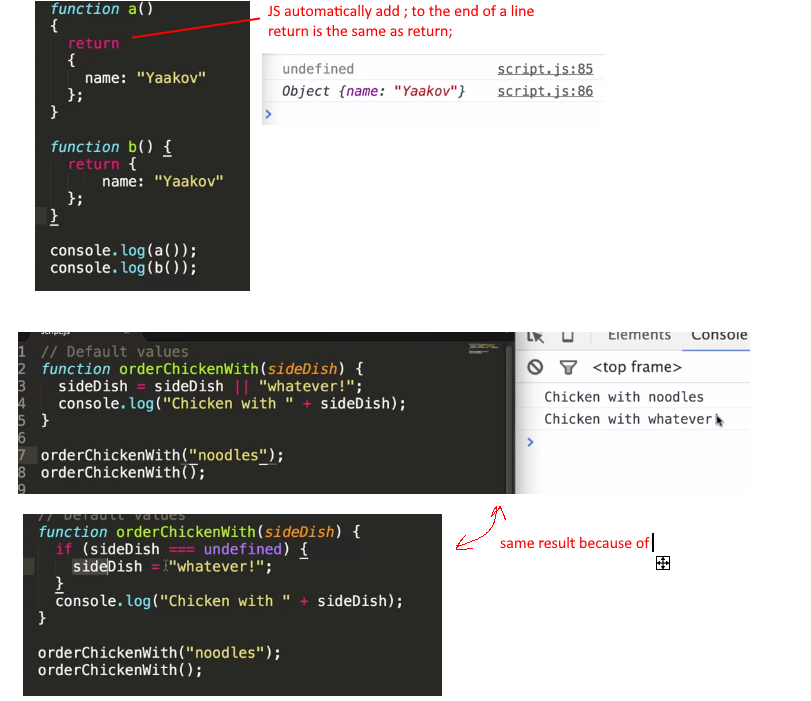 function a()
{
return
{
name: "Yaakov"
};
}
function b() {
return {
name: "Yaakov"
};
}
console.log(a());
console.log(b());
JS automatically add ; to the end of a line
return is the same as return;
undefined script.js:85
Object {name: "Yaakov"} script.js:86
>
1 // Default values
2 function orderChickenWith(sideDish) {
3 sideDish = sideDish || "whatever!";
4 console.log("Chicken with " + sideDish);
5 }
6
7 orderChickenWith("noodles");
8 orderChickenWith();
9
Elements Console
<top frame>
Chicken with noodles
Chicken with whatever!
>
// Default values
function orderChickenWith(sideDish) {
if (sideDish === undefined) {
sideDish = "whatever!";
}
console.log("Chicken with " + sideDish);
}
orderChickenWith("noodles");
orderChickenWith();
same result because of